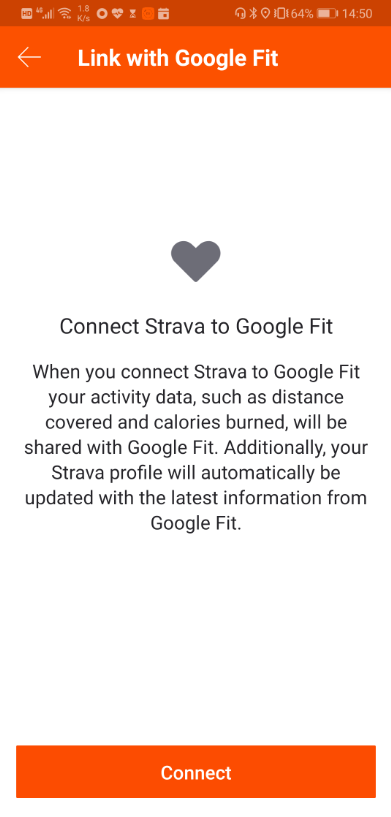 HD 4G 1.8 K/s 64% 14:50
Link with Google Fit
Connect Strava to Google Fit
When you connect Strava to Google Fit
your activity data, such as distance
covered and calories burned, will be
shared with Google Fit. Additionally, your
Strava profile will automatically be
updated with the latest information from
Google Fit.
Connect